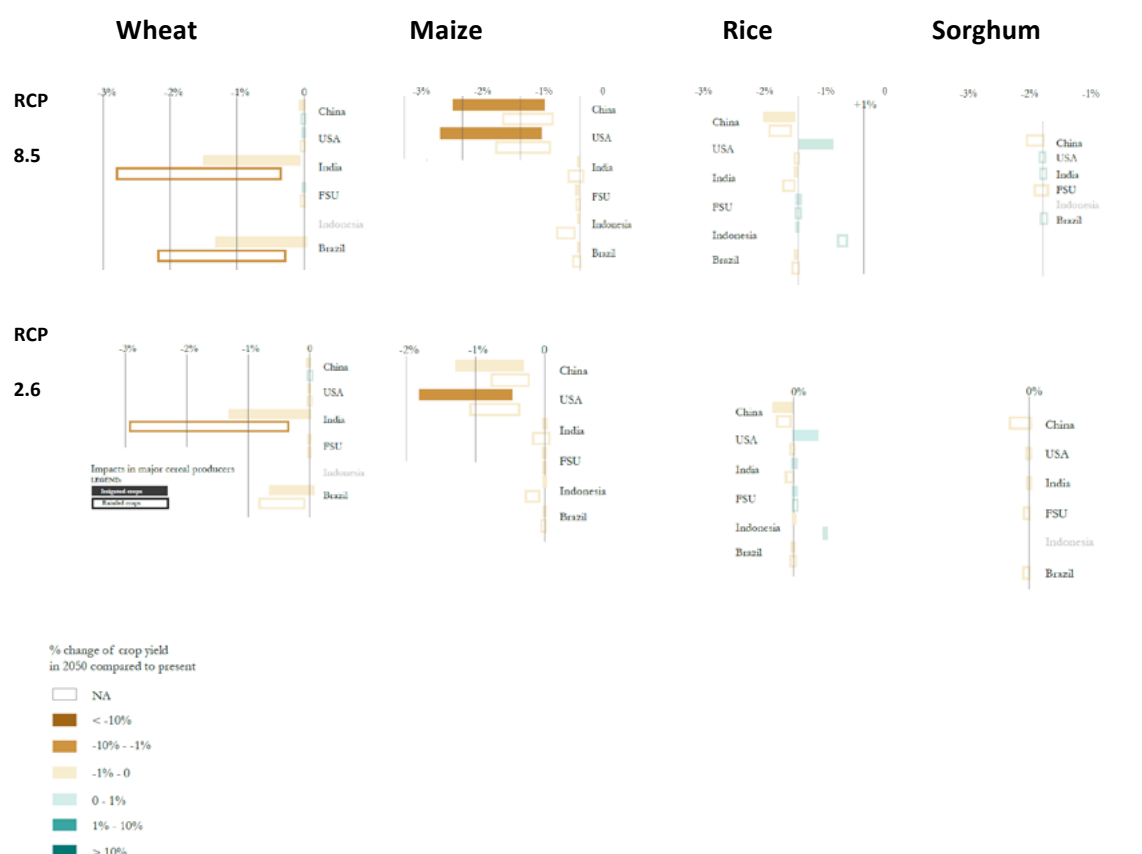 Wheat Maize Rice Sorghum
RCP
8.5
-3% -2% -1% 0
China
USA
India
FSU
Indonesia
Brazil
-3% -2% -1% 0
China
USA
India
FSU
Indonesia
Brazil
-3% -2% -1% 0
+1%
China
USA
India
FSU
Indonesia
Brazil
-3% -2% -1%
China
USA
India
FSU
Indonesia
Brazil
RCP
2.6
-3% -2% -1% 0
China
USA
India
FSU
Indonesia
Brazil
Impacts in major cereal producers
LEGEND:
Irrigated crops
Rainfed crops
-2% -1% 0
China
USA
India
FSU
Indonesia
Brazil
0%
China
USA
India
FSU
Indonesia
Brazil
0%
China
USA
India
FSU
Indonesia
Brazil
% change of crop yield
in 2050 compared to present
NA
< -10%
-10% - -1%
-1% - 0
0 - 1%
1% - 10%
> 10%